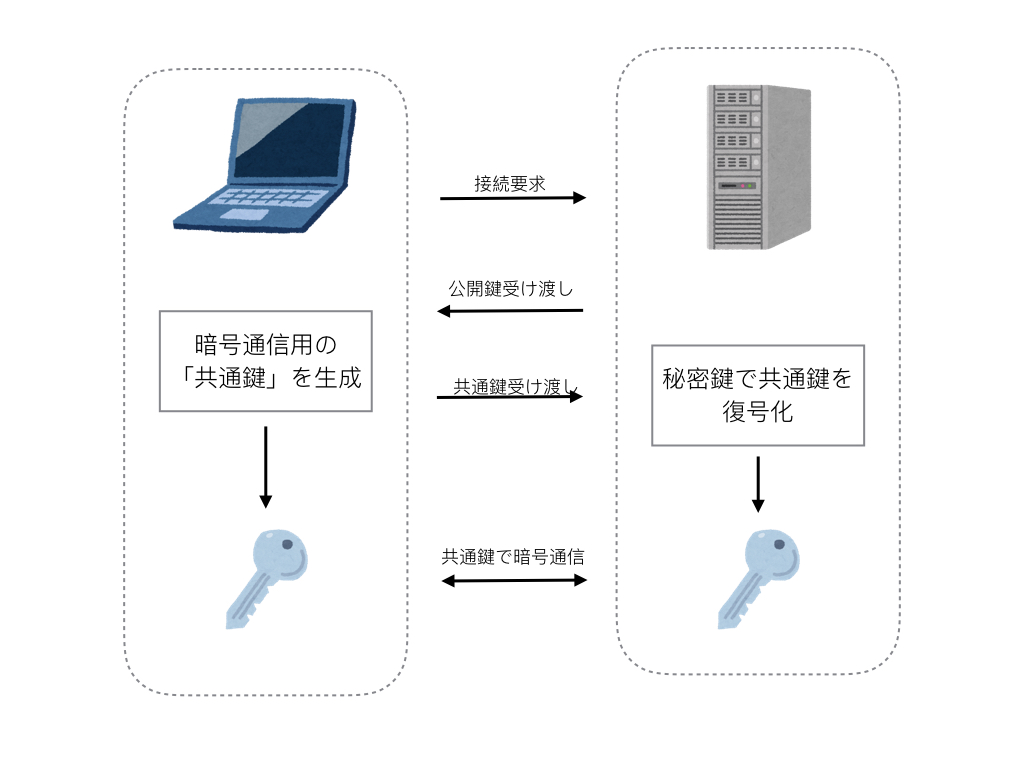 接続要求
公開鍵受け渡し
暗号通信用の
「共通鍵」を生成
共通鍵受け渡し
秘密鍵で共通鍵を
復号化
共通鍵で暗号通信